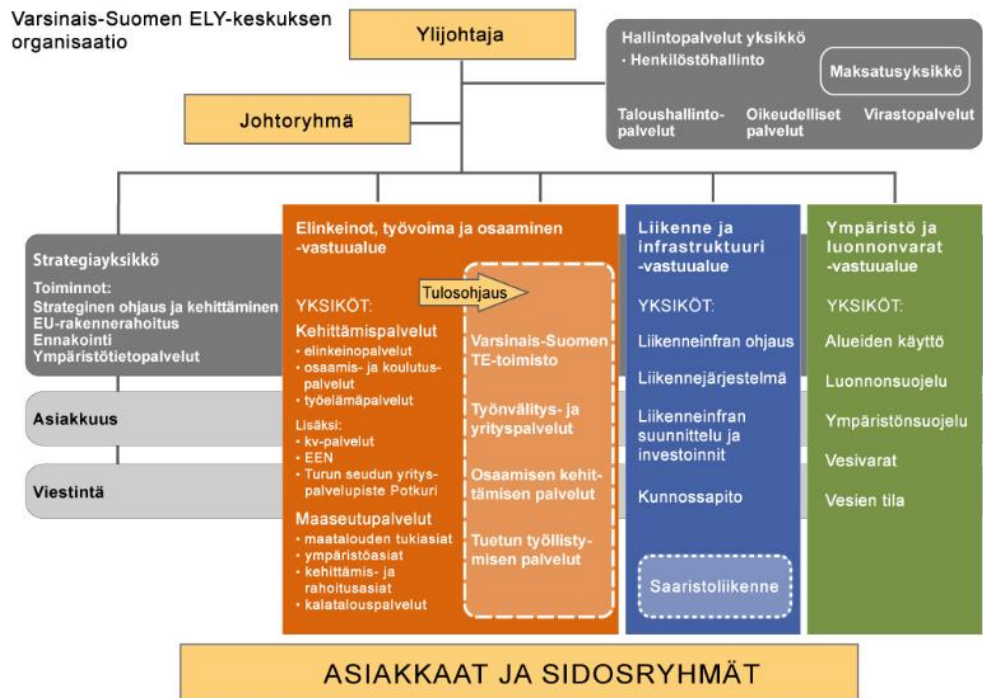 Varsinais-Suomen ELY-keskuksen
organisaatio
Ylijohtaja
Johtoryhmä
Hallintopalvelut yksikkö
· Henkilöstöhallinto
Maksatusyksikkö
Taloushallinto-
palvelut
Oikeudelliset
palvelut
Virastopalvelut
Strategiayksikkö
Toiminnot:
Strateginen ohjaus ja kehittäminen
EU-rakennerahoitus
Ennakointi
Ympäristötietopalvelut
Asiakkuus
Viestintä
Elinkeinot, työvoima ja osaaminen
-vastuualue
Tulosohjaus
YKSIKÖT:
Kehittämispalvelut
· elinkeinopalvelut
· osaamis- ja koulutus-
palvelut
· työelämäpalvelut
Lisäksi:
· kv-palvelut
· EEN
· Turun seudun yritys-
palvelupiste Potkuri
Maaseutupalvelut
· maatalouden tukiasiat
· ympäristöasiat
· kehittämis- ja
rahoitusasiat
· kalatalouspalvelut
Varsinais-Suomen
TE-toimisto
Työnvälitys- ja
yrityspalvelut
Osaamisen kehit-
tämisen palvelut
Tuetun työllisty-
misen palvelut
Liikenne ja
infrastruktuuri
-vastuualue
YKSIKÖT:
Liikenneinfran ohjaus
Liikennejärjestelmä
Liikenneinfran
suunnittelu ja
investoinnit
Kunnossapito
Saaristoliikenne
Ympäristö ja
luonnonvarat
-vastuualue
YKSIKÖT:
Alueiden käyttö
Luonnonsuojelu
Ympäristönsuojelu
Vesivarat
Vesien tila
ASIAKKAAT JA SIDOSRYHMÄT